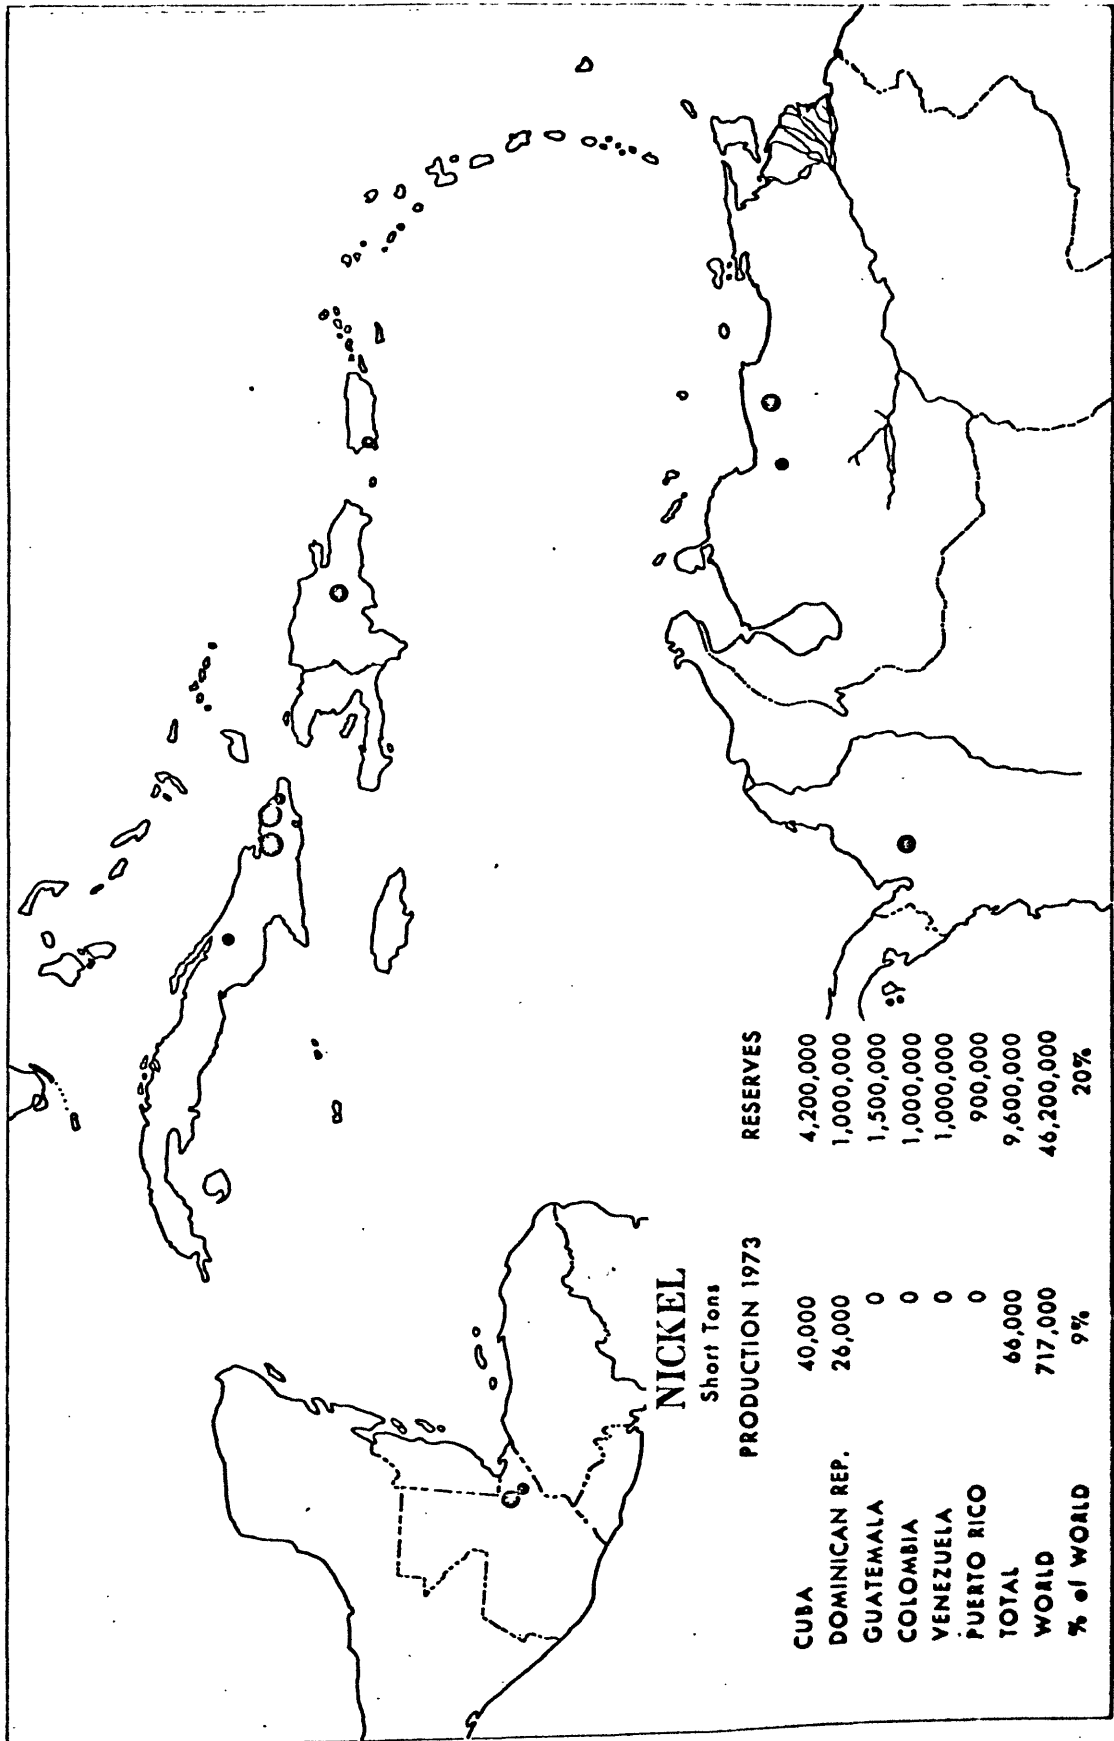 NICKEL
Short Tons
PRODUCTION 1973 RESERVES
CUBA 40,000 4,200,000
DOMINICAN REP. 26,000 1,000,000
GUATEMALA 0 1,500,000
COLOMBIA 0 1,000,000
VENEZUELA 0 1,000,000
PUERTO RICO 0 900,000
TOTAL 66,000 9,600,000
WORLD 717,000 46,200,000
% of WORLD 9% 20%